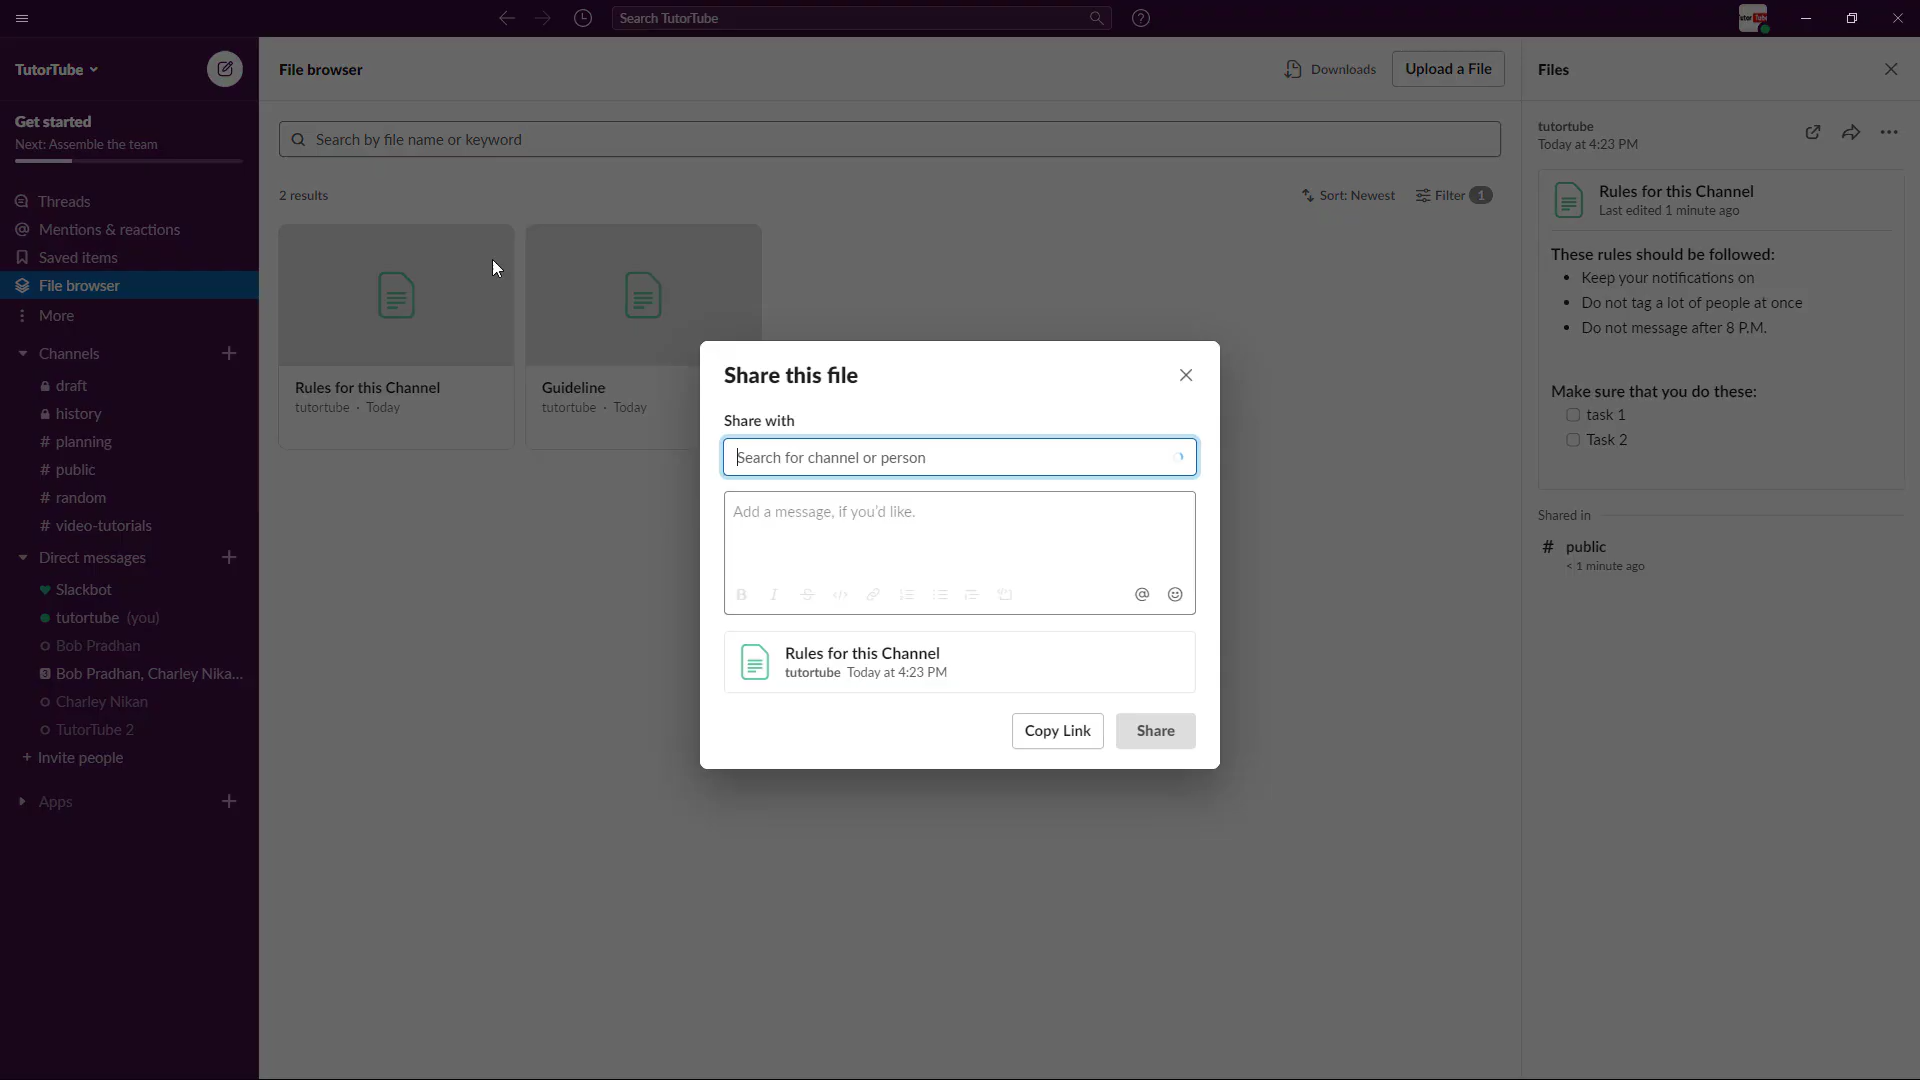 Search TutorTube
TutorTube
Get started
Next: Assemble the team
Threads
Mentions & reactions
Saved items
File browser
More
Channels
draft
history
# planning
# public
# random
# video-tutorials
Direct messages
Slackbot
tutortube (you)
Bob Pradhan
3 Bob Pradhan, Charley Nika...
Charley Nikan
TutorTube 2
+ Invite people
Apps
File browser
Downloads
Upload a File
Search by file name or keyword
2 results
Sort: Newest
Filter 1
Rules for this Channel
tutortube · Today
Guideline
tutortube · Today
Share this file
Share with
Search for channel or person
Add a message, if you'd like.
Rules for this Channel
tutortube Today at 4:23 PM
Copy Link
Share
Files
tutortube
Today at 4:23 PM
Rules for this Channel
Last edited 1 minute ago
These rules should be followed:
• Keep your notifications on
• Do not tag a lot of people at once
• Do not message after 8 P.M.
Make sure that you do these:
task 1
Task 2
Shared in
# public
< 1 minute ago